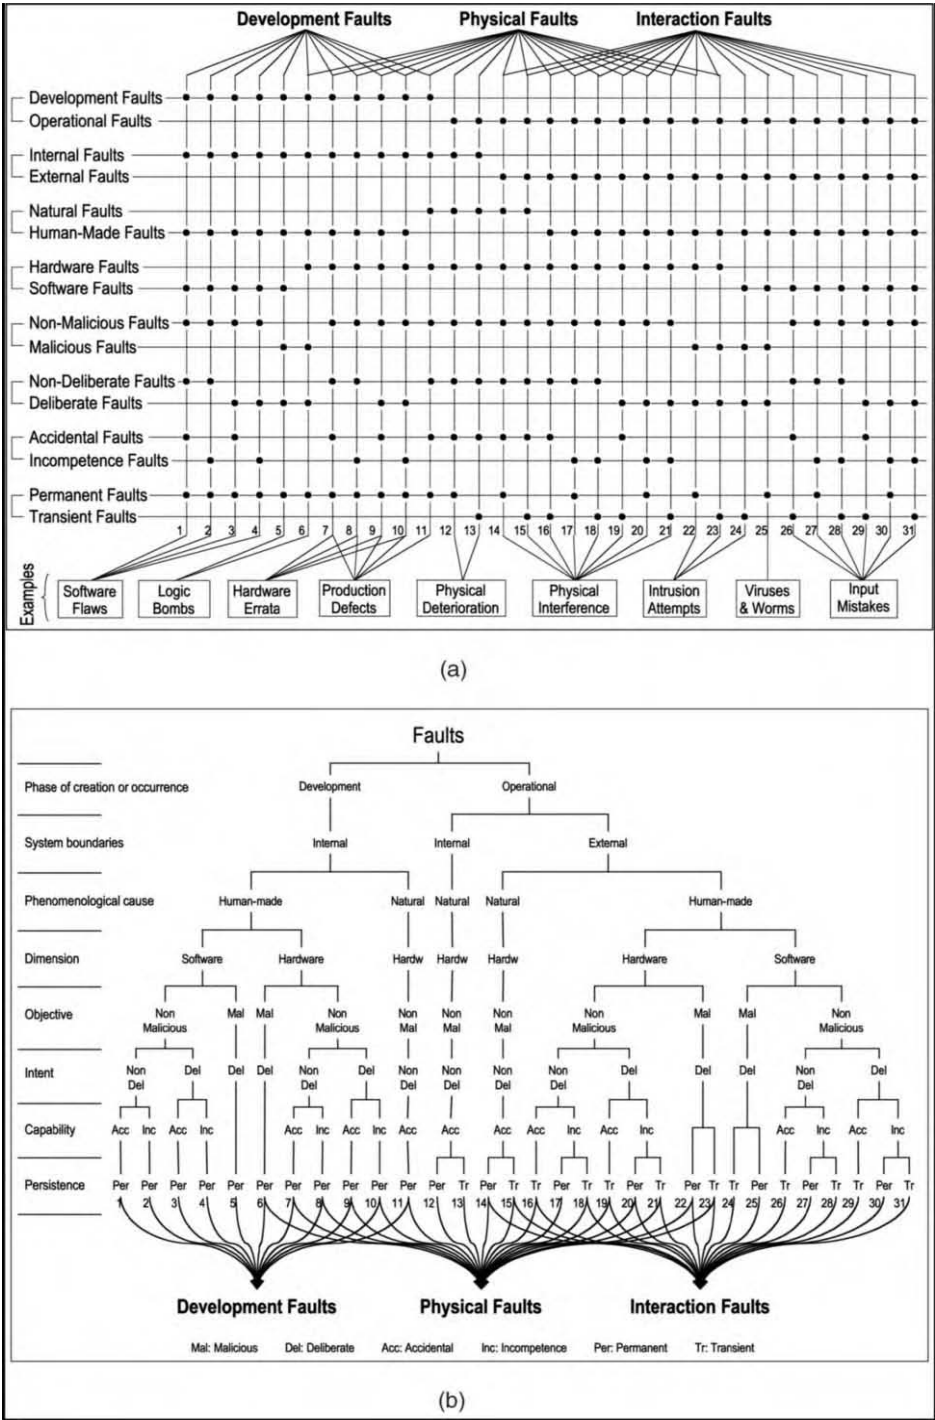 Development Faults Physical Faults Interaction Faults
Development Faults
Operational Faults
Internal Faults
External Faults
Natural Faults
Human-Made Faults
Hardware Faults
Software Faults
Non-Malicious Faults
Malicious Faults
Non-Deliberate Faults
Deliberate Faults
Accidental Faults
Incompetence Faults
Permanent Faults
Transient Faults
1 2 3 4 5 6 7 8 9 10 11 12 13 14 15 16 17 18 19 20 21 22 23 24 25 26 27 28 29 30 31
Examples
Software Logic Hardware Production Physical Physical Intrusion Viruses Input
Flaws Bombs Errata Defects Deterioration Interference Attempts & Worms Mistakes
(a)
Faults
Phase of creation or occurrence Development Operational
System boundaries Internal Internal External
Phenomenological cause Human-made Natural Natural Natural Human-made
Dimension Software Hardware Hardw Hardw Hardw Hardware Software
Objective Non Mal Mal Non Non Non Non Non Mal Mal Non
Malicious Malicious Mal Mal Mal Malicious Malicious
Intent Non Del Del Del Non Del Non Non Non Non Del Del Del Non Del
Del Del Del Del Del Del Del
Capability Acc Inc Acc Inc Acc Inc Acc Inc Acc Acc Acc Acc Inc Acc Inc Acc Inc Acc Inc
Persistence Per Per Per Per Per Per Per Per Per Per Per Per Tr Per Tr Tr Per Tr Tr Per Tr Per Tr Tr Per Tr Per Tr Tr Per Tr
1 2 3 4 5 6 7 8 9 10 11 12 13 14 15 16 17 18 19 20 21 22 23 24 25 26 27 28 29 30 31
Development Faults Physical Faults Interaction Faults
Mal: Malicious Del: Deliberate Acc: Accidental Inc: Incompetence Per: Permanent Tr: Transient
(b)